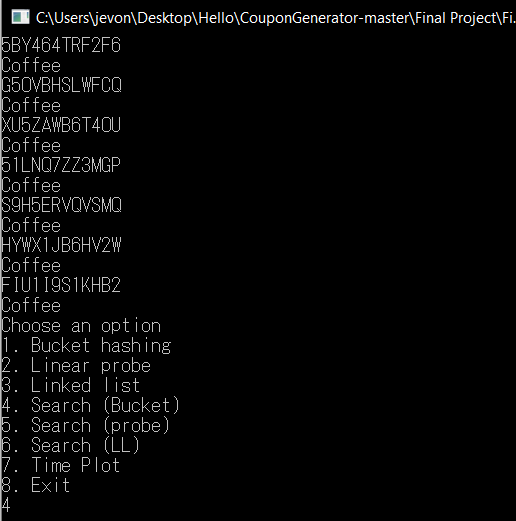 C:\Users\jevon\Desktop\Hello\CouponGenerator-master\Final Project\Fi.
5BY464TRF2F6
Coffee
G5OVBHSLWFCQ
Coffee
XU5ZAWB6T4OU
Coffee
51LNQ7ZZ3MGP
Coffee
S9H5ERVQVSMQ
Coffee
HYWX1JB6HV2W
Coffee
FIU1I9S1KHB2
Coffee
Choose an option
1. Bucket hashing
2. Linear probe
3. Linked list
4. Search (Bucket)
5. Search (probe)
6. Search (LL)
7. Time Plot
8. Exit
4